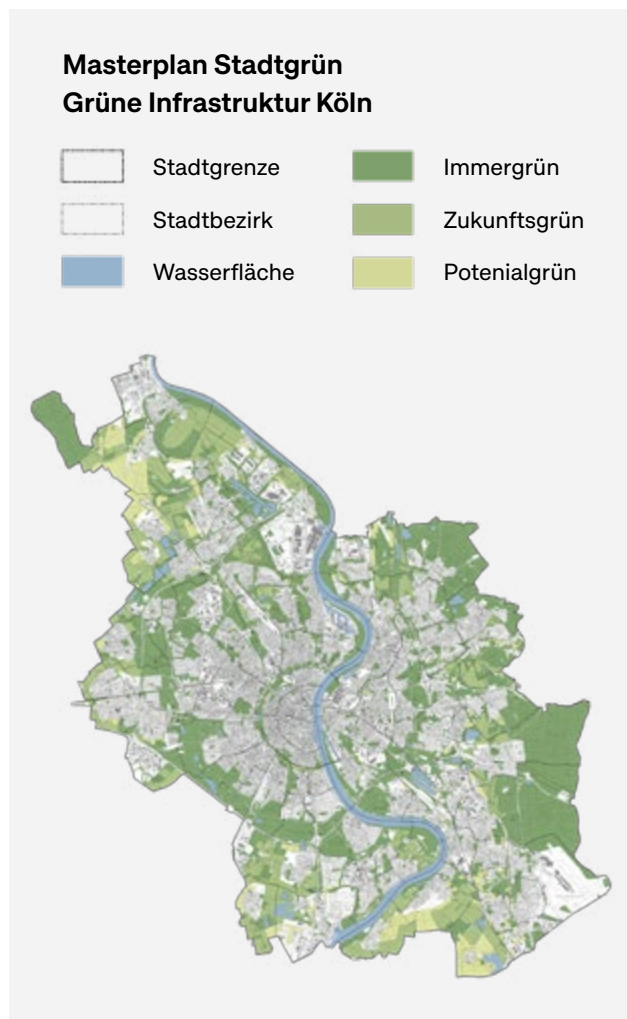 Masterplan Stadtgrün
Grüne Infrastruktur Köln
Stadtgrenze
Stadtbezirk
Wasserfläche
Immergrün
Zukunftsgrün
Potenialgrün